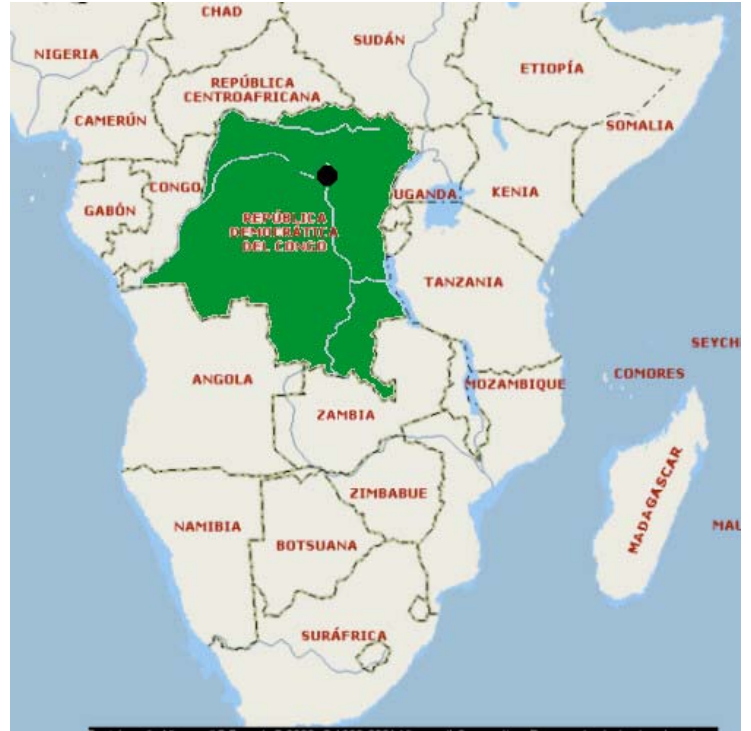 CHAD
SUDÁN
NIGERIA
ETIOPÍA
REPÚBLICA
CENTROAFRICANA
CAMERÚN
SOMALIA
CONGO
UGANDA
KENIA
GABÓN
REPÚBLICA
DEMOCRÁTICA
DEL CONGO
TANZANIA
SEYCH
ANGOLA
MOZAMBIQUE
COMORES
ZAMBIA
ZIMBABUE
MADAGASCAR
NAMIBIA
MAU
BOTSUANA
SURÁFRICA